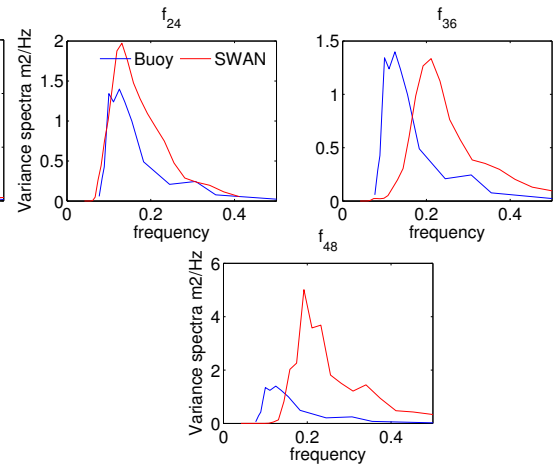 f24
f36
Variance spectra m2/Hz
2
1.5
1
0.5
0
Buoy
SWAN
0
0.2
0.4
frequency
1.5
1
0.5
0
0
0.2
0.4
frequency
f48
Variance spectra m2/Hz
6
4
2
0
0
0.2
0.4
frequency